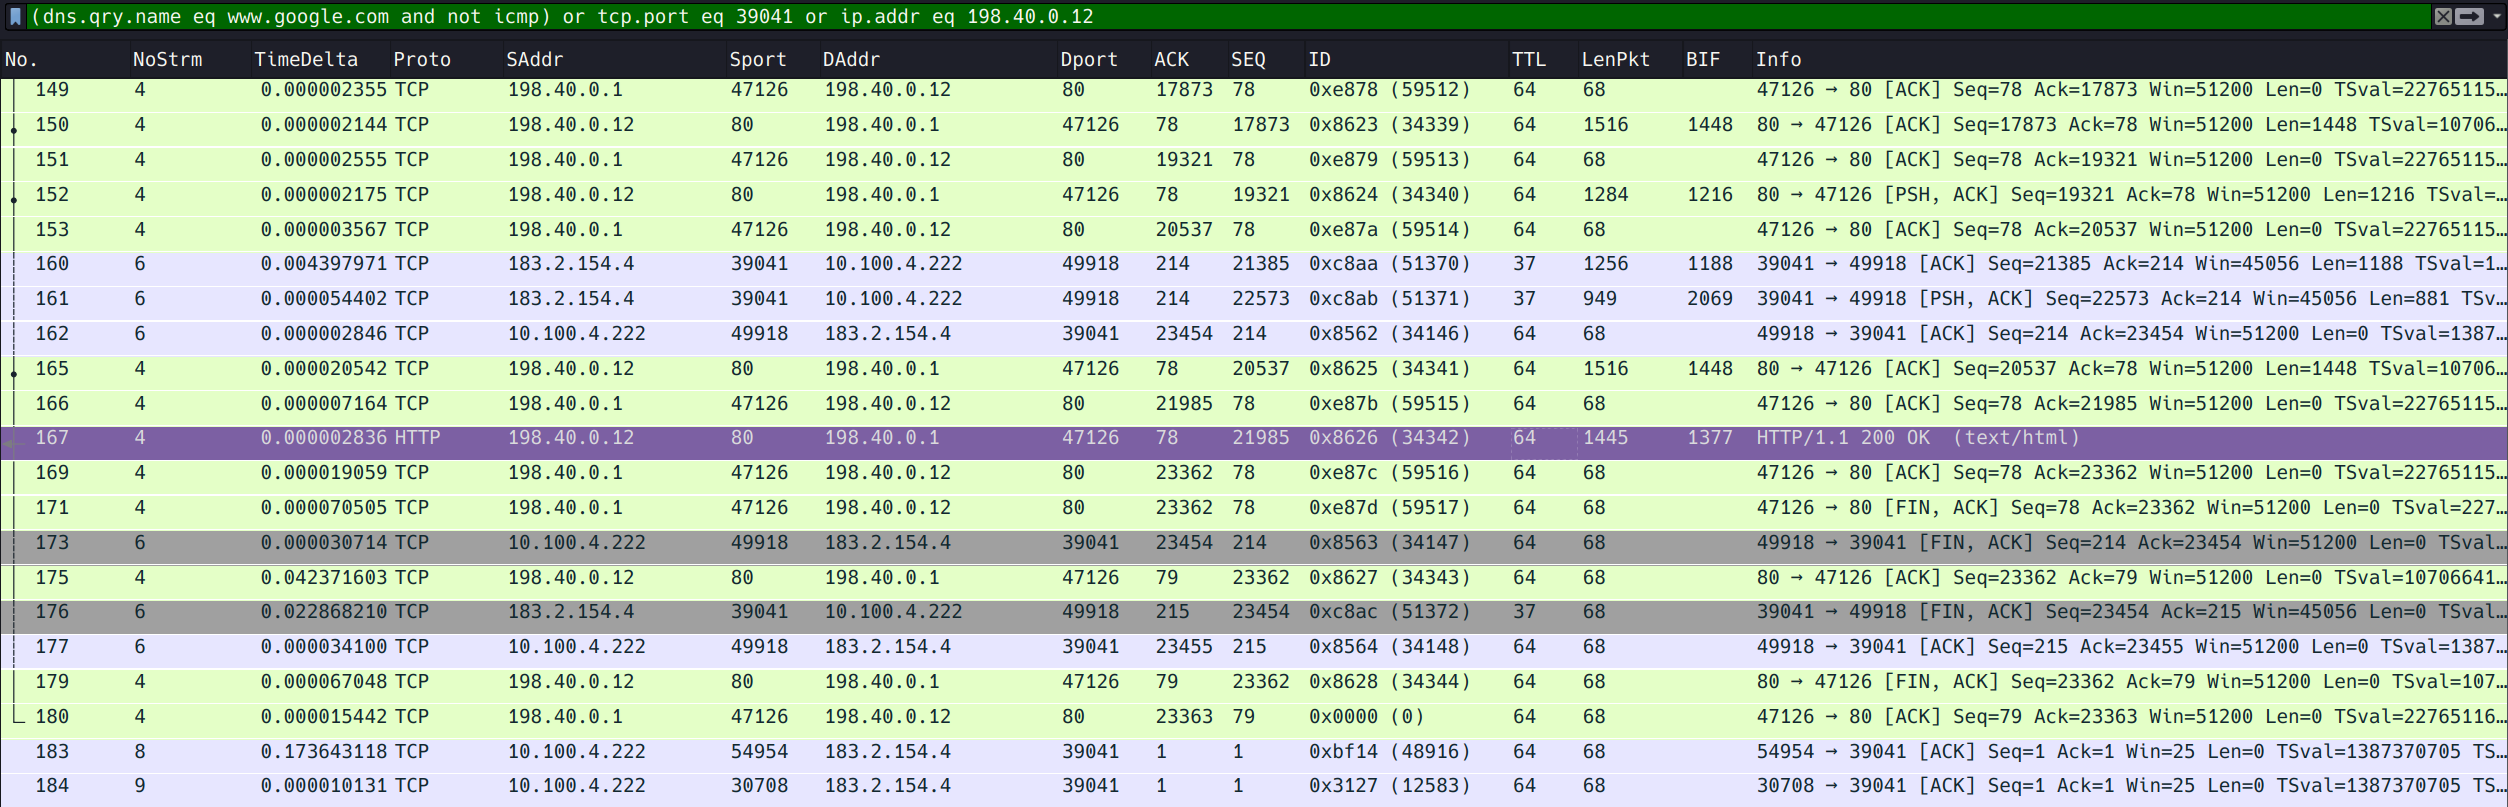 (dns.qry.name eq www.google.com and not icmp) or tcp.port eq 39041 or ip.addr eq 198.40.0.12
No. NoStrm TimeDelta Proto SAddr Sport DAddr Dport ACK SEQ ID TTL LenPkt BIF Info
149 4 0.000002355 TCP 198.40.0.1 47126 198.40.0.12 80 17873 78 0xe878 (59512) 64 68 47126 → 80 [ACK] Seq=78 Ack=17873 Win=51200 Len=0 TSval=22765115…
150 4 0.000002144 TCP 198.40.0.12 80 198.40.0.1 47126 78 17873 0x8623 (34339) 64 1516 1448 80 → 47126 [ACK] Seq=17873 Ack=78 Win=51200 Len=1448 TSval=10706…
151 4 0.000002555 TCP 198.40.0.1 47126 198.40.0.12 80 19321 78 0xe879 (59513) 64 68 47126 → 80 [ACK] Seq=78 Ack=19321 Win=51200 Len=0 TSval=22765115…
152 4 0.000002175 TCP 198.40.0.12 80 198.40.0.1 47126 78 19321 0x8624 (34340) 64 1284 1216 80 → 47126 [PSH, ACK] Seq=19321 Ack=78 Win=51200 Len=1216 TSval=…
153 4 0.000003567 TCP 198.40.0.1 47126 198.40.0.12 80 20537 78 0xe87a (59514) 64 68 47126 → 80 [ACK] Seq=78 Ack=20537 Win=51200 Len=0 TSval=22765115…
160 6 0.004397971 TCP 183.2.154.4 39041 10.100.4.222 49918 214 21385 0xc8aa (51370) 37 1256 1188 39041 → 49918 [ACK] Seq=21385 Ack=214 Win=45056 Len=1188 TSval=1…
161 6 0.000054402 TCP 183.2.154.4 39041 10.100.4.222 49918 214 22573 0xc8ab (51371) 37 949 2069 39041 → 49918 [PSH, ACK] Seq=22573 Ack=214 Win=45056 Len=881 TSv…
162 6 0.000002846 TCP 10.100.4.222 49918 183.2.154.4 39041 23454 214 0x8562 (34146) 64 68 49918 → 39041 [ACK] Seq=214 Ack=23454 Win=51200 Len=0 TSval=1387…
165 4 0.000020542 TCP 198.40.0.12 80 198.40.0.1 47126 78 20537 0x8625 (34341) 64 1516 1448 80 → 47126 [ACK] Seq=20537 Ack=78 Win=51200 Len=1448 TSval=10706…
166 4 0.000007164 TCP 198.40.0.1 47126 198.40.0.12 80 21985 78 0xe87b (59515) 64 68 47126 → 80 [ACK] Seq=78 Ack=21985 Win=51200 Len=0 TSval=22765115…
167 4 0.000002836 HTTP 198.40.0.12 80 198.40.0.1 47126 78 21985 0x8626 (34342) 64 1445 1377 HTTP/1.1 200 OK (text/html)
169 4 0.000019059 TCP 198.40.0.1 47126 198.40.0.12 80 23362 78 0xe87c (59516) 64 68 47126 → 80 [ACK] Seq=78 Ack=23362 Win=51200 Len=0 TSval=22765115…
171 4 0.000070505 TCP 198.40.0.1 47126 198.40.0.12 80 23362 78 0xe87d (59517) 64 68 47126 → 80 [FIN, ACK] Seq=78 Ack=23362 Win=51200 Len=0 TSval=227…
173 6 0.000030714 TCP 10.100.4.222 49918 183.2.154.4 39041 23454 214 0x8563 (34147) 64 68 49918 → 39041 [FIN, ACK] Seq=214 Ack=23454 Win=51200 Len=0 TSval…
175 4 0.042371603 TCP 198.40.0.12 80 198.40.0.1 47126 79 23362 0x8627 (34343) 64 68 80 → 47126 [ACK] Seq=23362 Ack=79 Win=51200 Len=0 TSval=10706641…
176 6 0.022868210 TCP 183.2.154.4 39041 10.100.4.222 49918 215 23454 0xc8ac (51372) 37 68 39041 → 49918 [FIN, ACK] Seq=23454 Ack=215 Win=45056 Len=0 TSval…
177 6 0.000034100 TCP 10.100.4.222 49918 183.2.154.4 39041 23455 215 0x8564 (34148) 64 68 49918 → 39041 [ACK] Seq=215 Ack=23455 Win=51200 Len=0 TSval=1387…
179 4 0.000067048 TCP 198.40.0.12 80 198.40.0.1 47126 79 23362 0x8628 (34344) 64 68 80 → 47126 [FIN, ACK] Seq=23362 Ack=79 Win=51200 Len=0 TSval=107…
180 4 0.000015442 TCP 198.40.0.1 47126 198.40.0.12 80 23363 79 0x0000 (0) 64 68 47126 → 80 [ACK] Seq=79 Ack=23363 Win=51200 Len=0 TSval=22765116…
183 8 0.173643118 TCP 10.100.4.222 54954 183.2.154.4 39041 1 1 0xbf14 (48916) 64 68 54954 → 39041 [ACK] Seq=1 Ack=1 Win=25 Len=0 TSval=1387370705 TS…
184 9 0.000010131 TCP 10.100.4.222 30708 183.2.154.4 39041 1 1 0x3127 (12583) 64 68 30708 → 39041 [ACK] Seq=1 Ack=1 Win=25 Len=0 TSval=1387370705 TS…